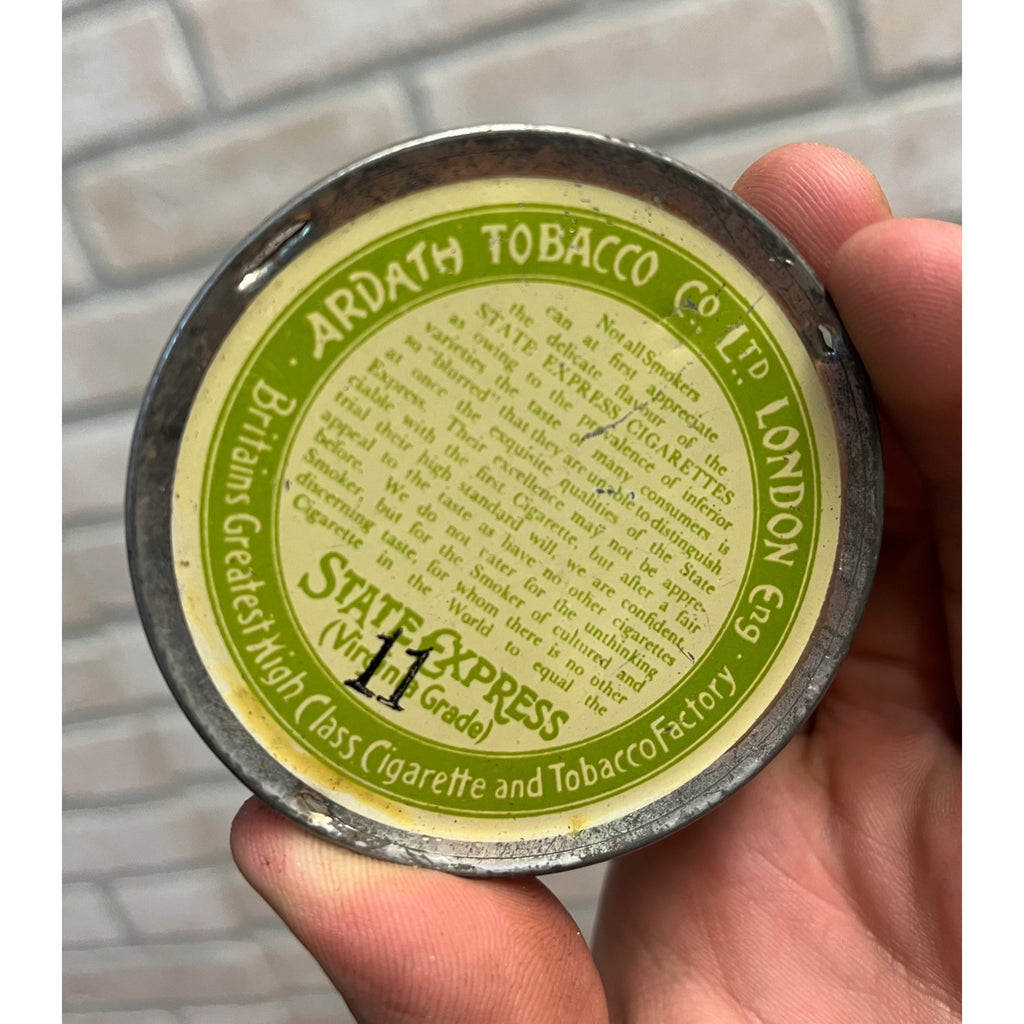 ARDATH TOBACCO Co. LTD. LONDON Eng
Not all Smokers
can at first appreciate
the delicate flavour of the
STATE EXPRESS CIGARETTES
as owing to the prevalence of inferior
varieties the taste of many consumers is
so "blurred" that they are unable to distinguish
at once the exquisite qualities of the State
Express. Their excellence may not be appre-
ciable with the first Cigarette, but after a fair
trial their high standard will, we are confident,
appeal to the taste as have no other cigarettes
before. We do not cater for the unthinking
Smoker, but for the Smoker of cultured and
discerning taste, for whom there is no other
Cigarette in the World to equal the
STATE EXPRESS
(Virginia Grade)
11
Britains Greatest High Class Cigarette and Tobacco Factory